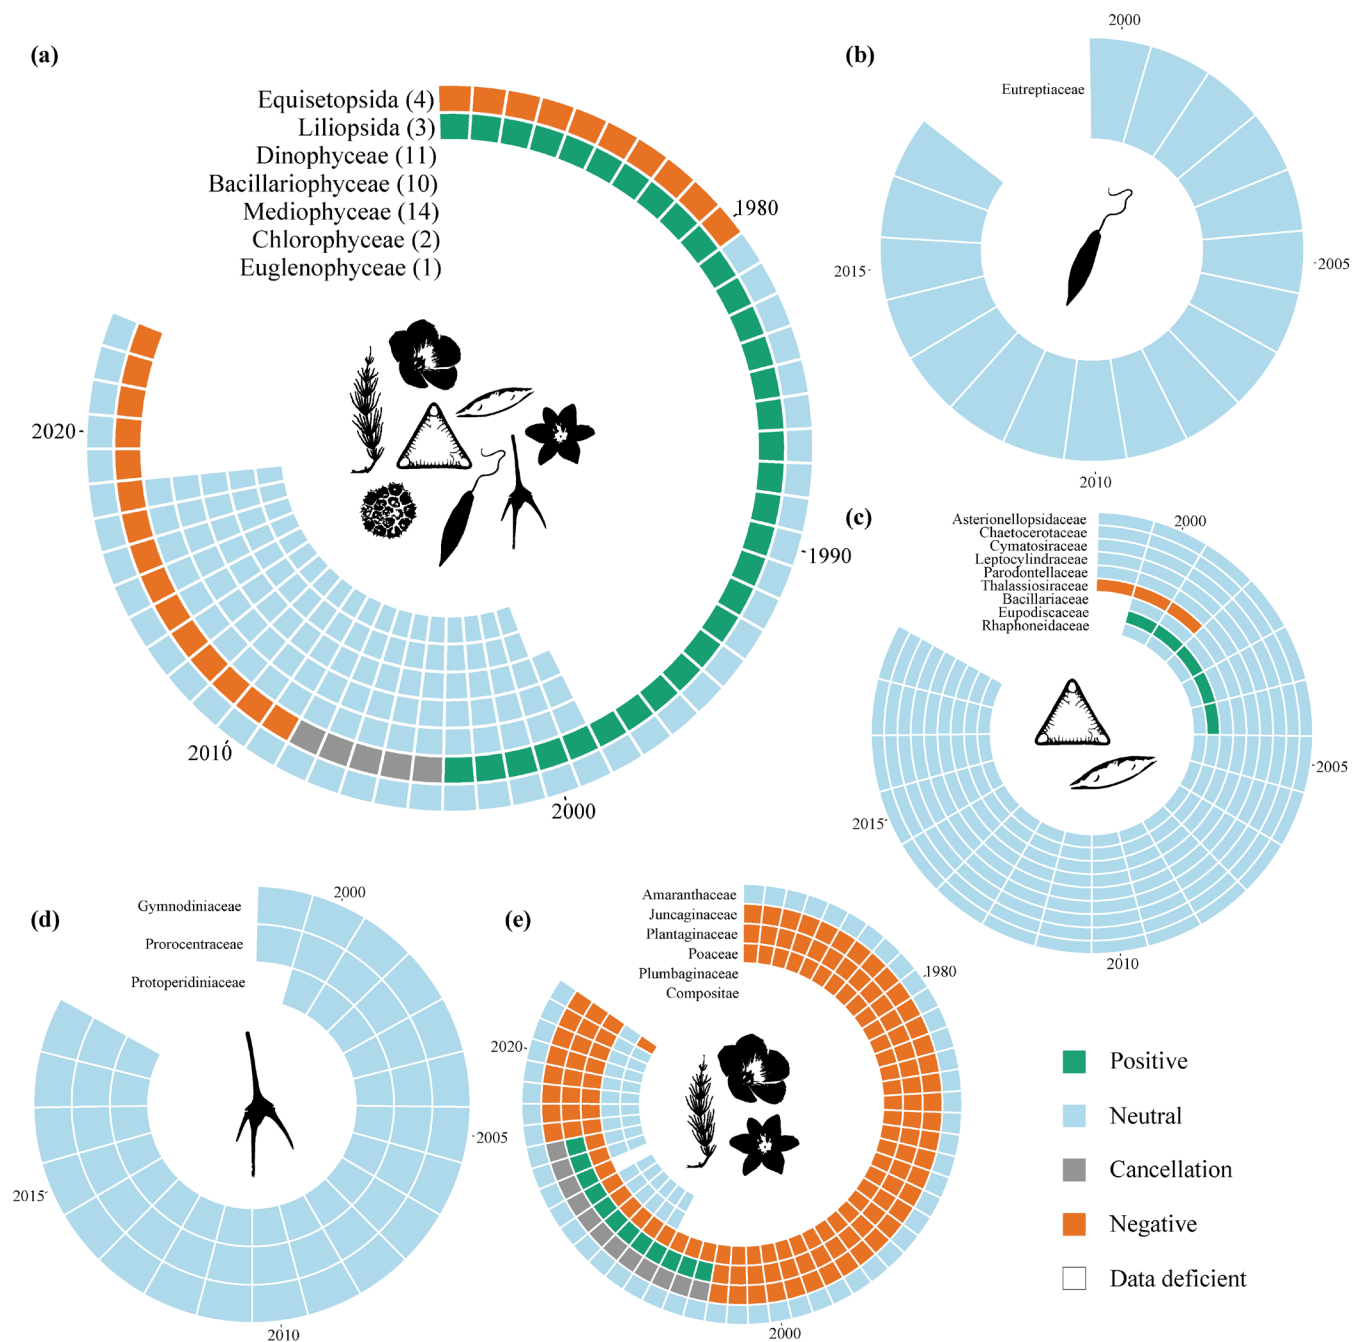 (a)
Equisetopsida (4)
Liliopsida (3)
Dinophyceae (11)
Bacillariophyceae (10)
Mediophyceae (14)
Chlorophyceae (2)
Euglenophyceae (1)
1980
1990
2000
2010
2020
(b)
2000
Eutreptiaceae
2005
2010
2015
(c)
Asterionellopsidaceae
Chaetocerotaceae
Cymatosiraceae
Leptocylindraceae
Parodontellaceae
Thalassiosiraceae
Bacillariaceae
Eupodiscaceae
Rhaphoneidaceae
2000
2005
2010
2015
(d)
Gymnodiniaceae
Prorocentraceae
Protoperidiniaceae
2000
2005
2010
2015
(e)
Amaranthaceae
Juncaginaceae
Plantaginaceae
Poaceae
Plumbaginaceae
Compositae
1980
2000
2020
Positive
Neutral
Cancellation
Negative
Data deficient